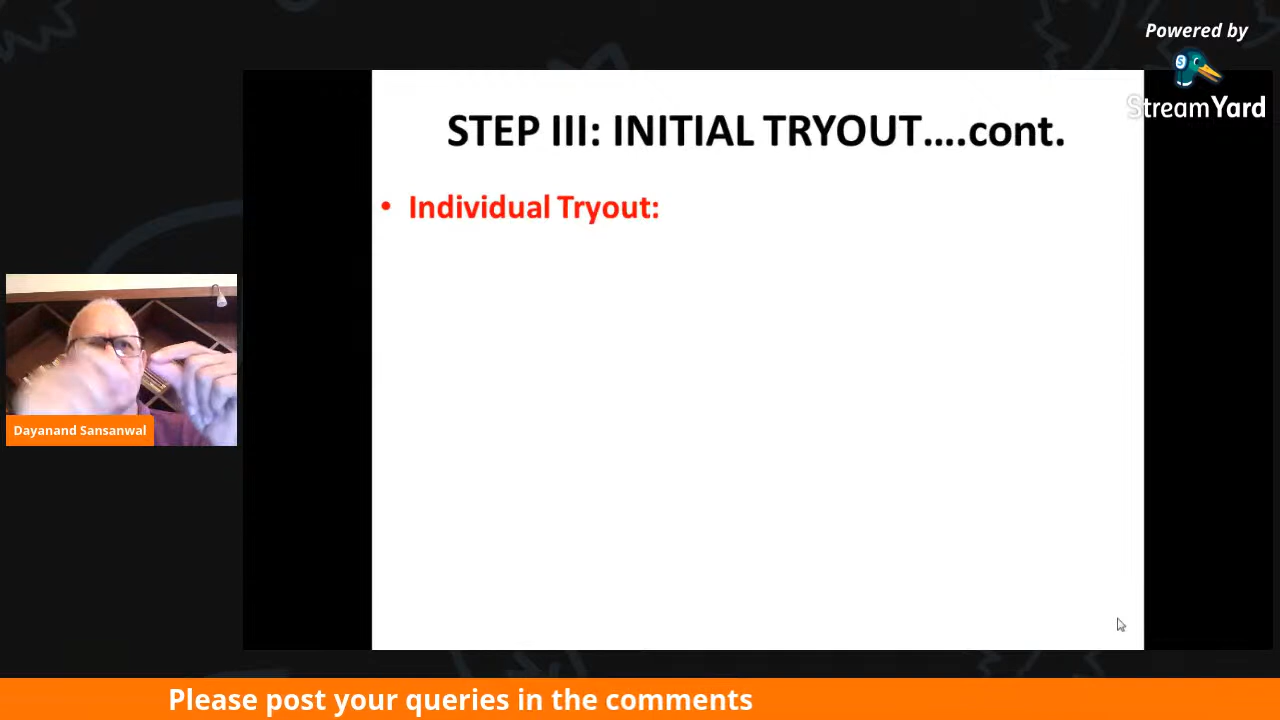 Powered by
StreamYard
STEP III: INITIAL TRYOUT….cont.
• Individual Tryout:
Dayanand Sansanwal
Please post your queries in the comments